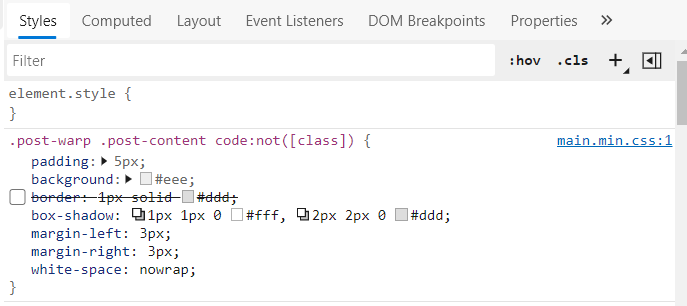 Styles Computed Layout Event Listeners DOM Breakpoints Properties »
Filter :hov .cls +
element.style {
}
.post-warp .post-content code:not([class]) { main.min.css:1
padding: 5px;
background: #eee;
border: 1px solid #ddd;
box-shadow: 1px 1px 0 #fff, 2px 2px 0 #ddd;
margin-left: 3px;
margin-right: 3px;
white-space: nowrap;
}